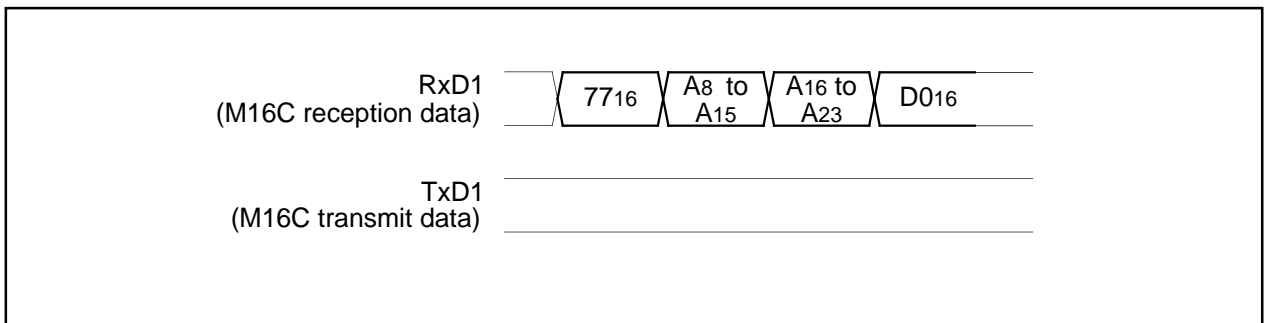 RxD1
(M16C reception data)
7716
A8 to
A15
A16 to
A23
D016
TxD1
(M16C transmit data)